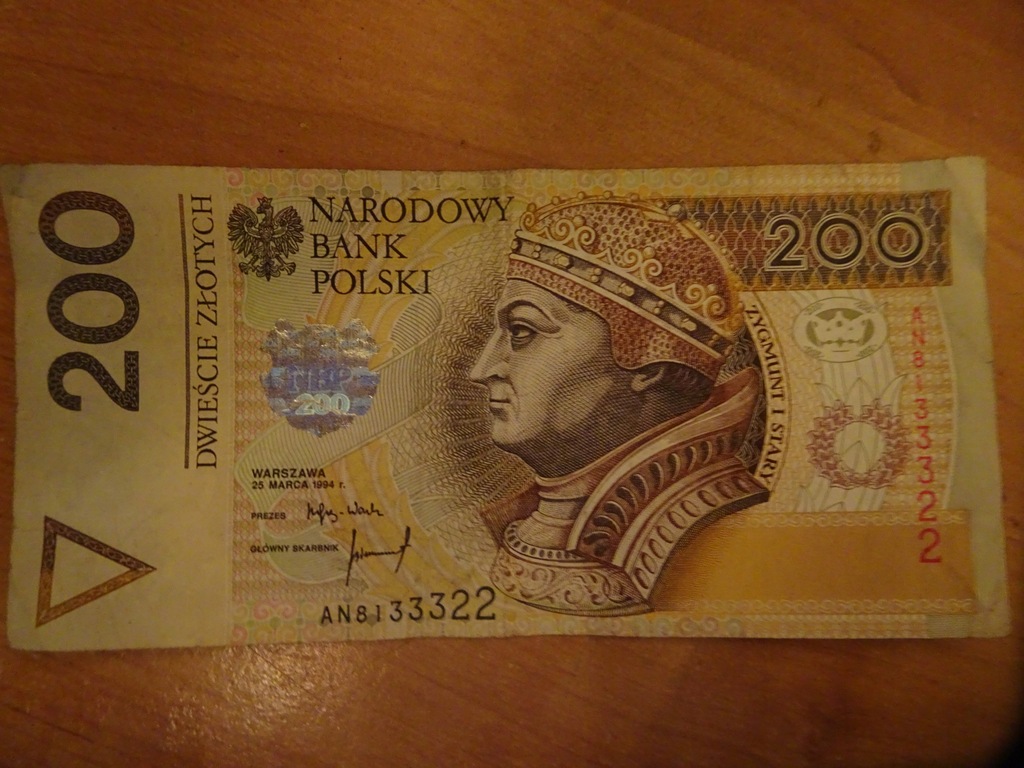 200
DWIEŚCIE ZŁOTYCH
NARODOWY
BANK
POLSKI
NBP
200
WARSZAWA
25 MARCA 1994 r.
PREZES
GŁÓWNY SKARBNIK
AN8133322
200
ZYGMUNT I STARY
AN8133322